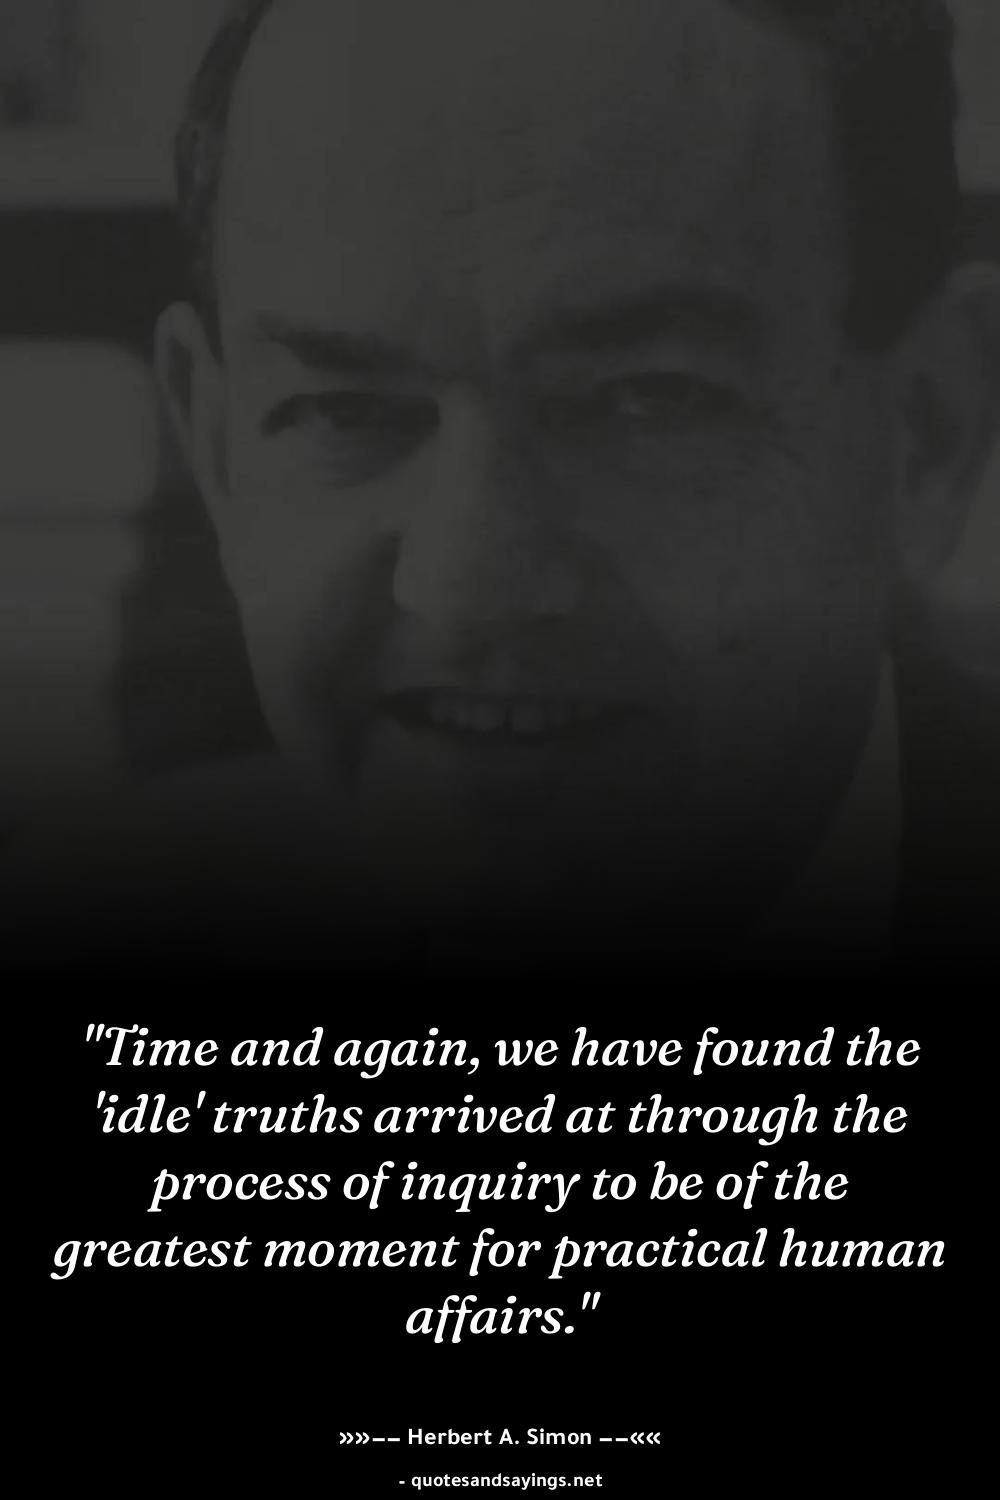 "Time and again, we have found the
'idle' truths arrived at through the
process of inquiry to be of the
greatest moment for practical human
affairs."
»»-- Herbert A. Simon --««
- quotesandsayings.net